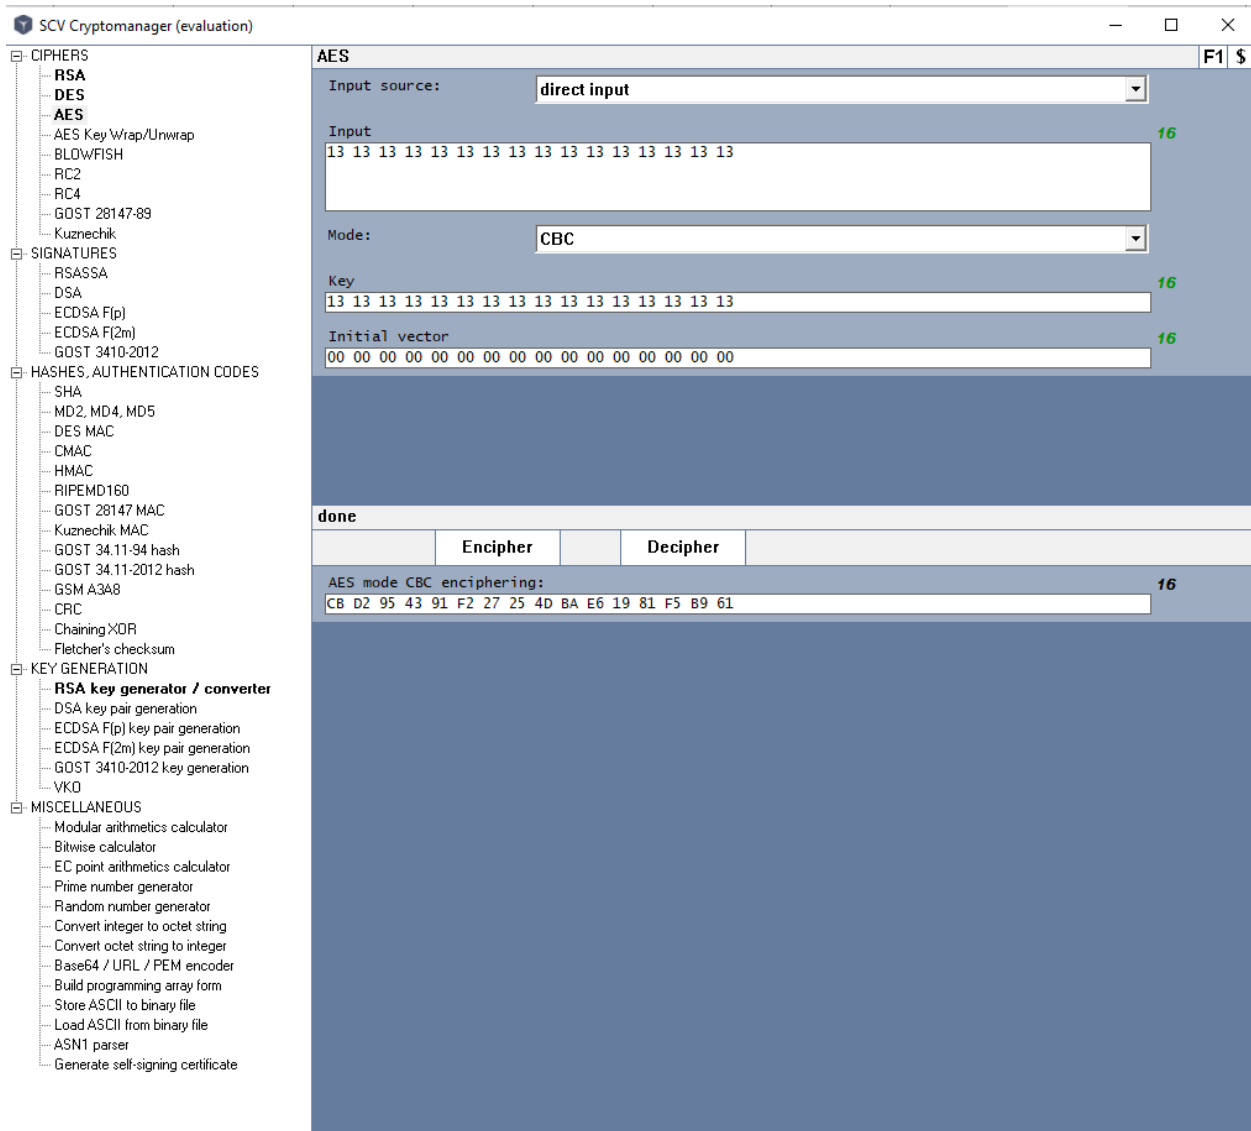 SCV Cryptomanager (evaluation)
CIPHERS
RSA
DES
AES
AES Key Wrap/Unwrap
BLOWFISH
RC2
RC4
GOST 28147-89
Kuznechik
SIGNATURES
RSASSA
DSA
ECDSA F(p)
ECDSA F(2m)
GOST 3410-2012
HASHES, AUTHENTICATION CODES
SHA
MD2, MD4, MD5
DES MAC
CMAC
HMAC
RIPEMD160
GOST 28147 MAC
Kuznechik MAC
GOST 34.11-94 hash
GOST 34.11-2012 hash
GSM A3A8
CRC
Chaining XOR
Fletcher's checksum
KEY GENERATION
RSA key generator / converter
DSA key pair generation
ECDSA F(p) key pair generation
ECDSA F(2m) key pair generation
GOST 3410-2012 key generation
VKO
MISCELLANEOUS
Modular arithmetics calculator
Bitwise calculator
EC point arithmetics calculator
Prime number generator
Random number generator
Convert integer to octet string
Convert octet string to integer
Base64 / URL / PEM encoder
Build programming array form
Store ASCII to binary file
Load ASCII from binary file
ASN1 parser
Generate self-signing certificate
AES F1 $
Input source: direct input
Input 16
13 13 13 13 13 13 13 13 13 13 13 13 13 13 13 13
Mode: CBC
Key 16
13 13 13 13 13 13 13 13 13 13 13 13 13 13 13 13
Initial vector 16
00 00 00 00 00 00 00 00 00 00 00 00 00 00 00 00
done
Encipher Decipher
AES mode CBC enciphering: 16
CB D2 95 43 91 F2 27 25 4D BA E6 19 81 F5 B9 61